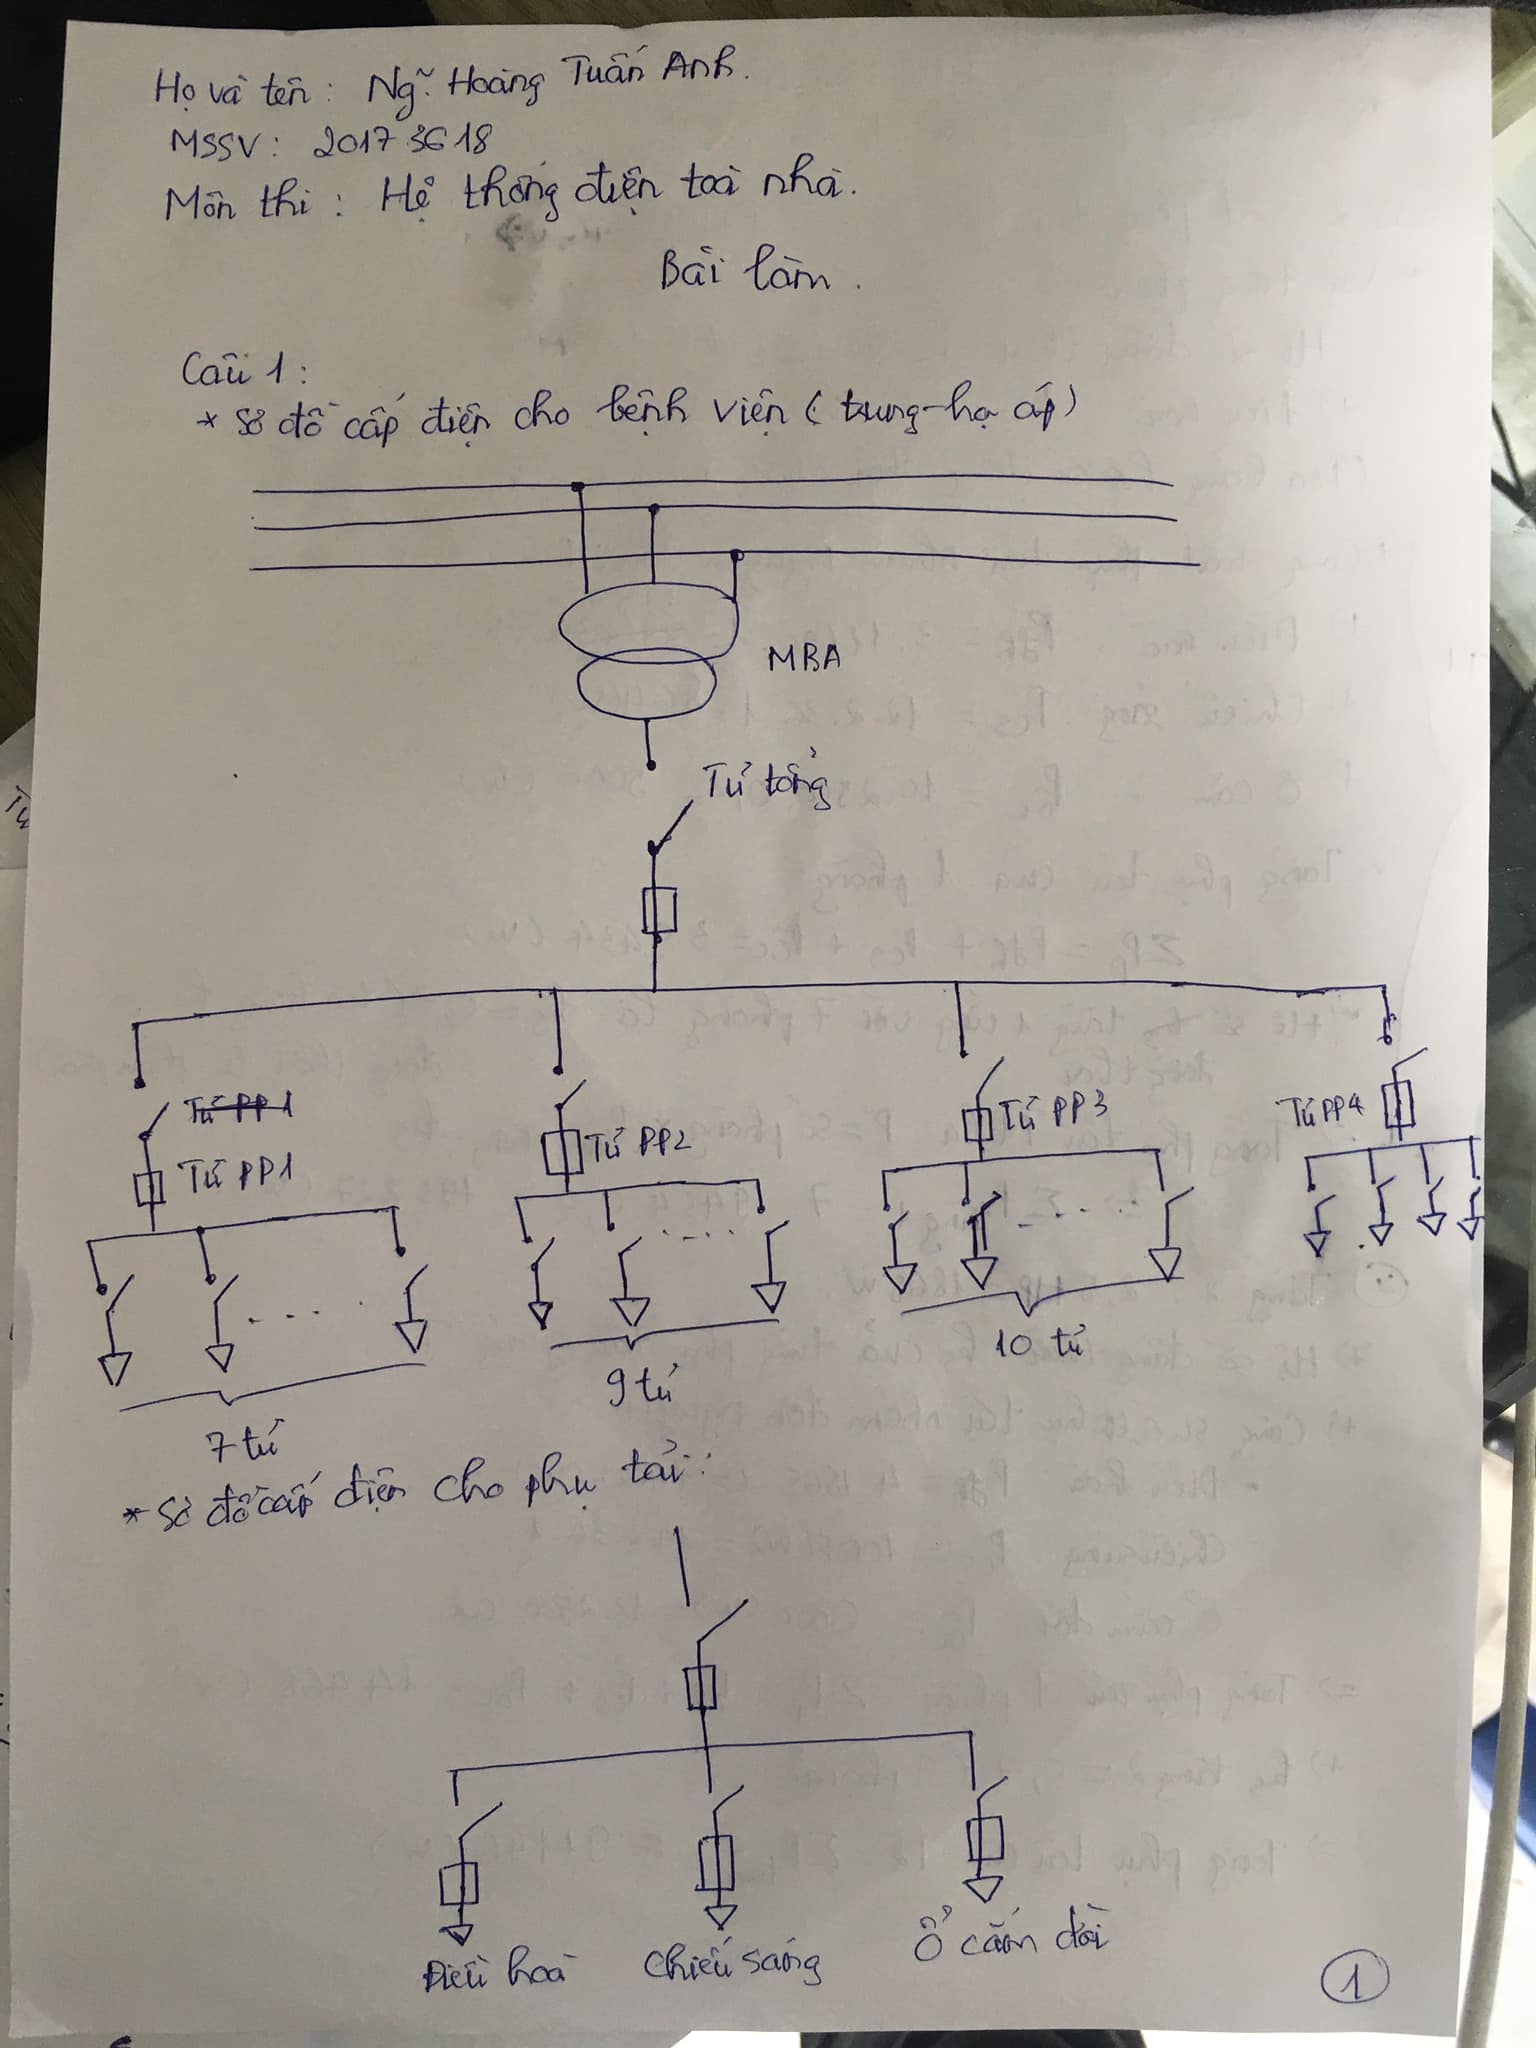 Họ và tên : Ng̃. Hoàng Tuấn Anh.
MSSV : 20173618
Môn thi : Hệ thống điện toà nhà.
Bài làm .
Câu 1 :
* Sơ đồ cấp điện cho bệnh viện ( trung-hạ áp)
MBA
Tủ tổng
Tủ PP1
Tủ PP1
Tủ PP2
Tủ PP3
Tủ PP4
7 tủ
9 tủ
10 tủ
* Sơ đồ cấp điện cho phụ tải :
Điều hoà
Chiếu sáng
Ổ cắm đôi
1